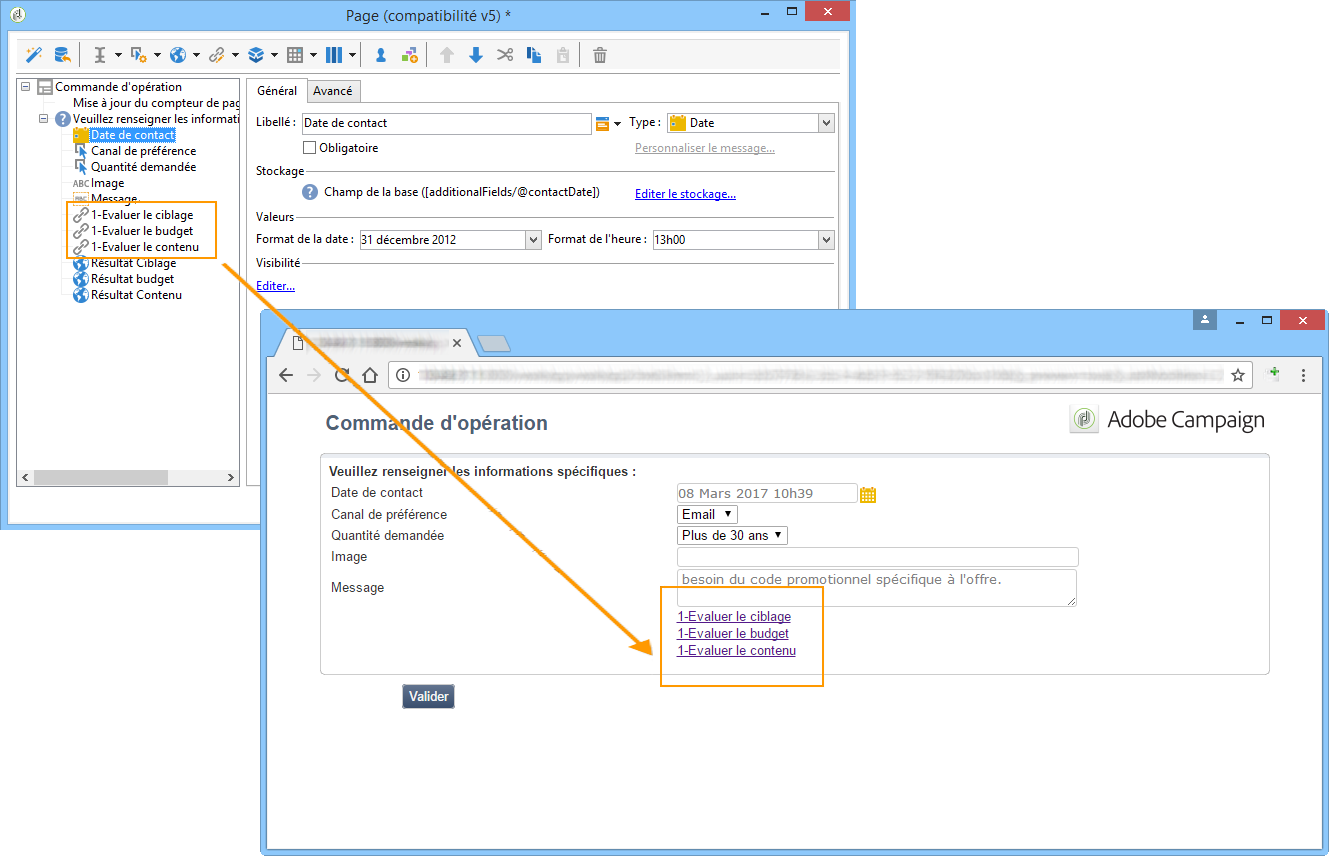 Page (compatibilité v5) *
Commande d'opération
Mise à jour du compteur de pag
Veuillez renseigner les informati
Date de contact
Canal de préférence
Quantité demandée
ABC Image
Message
1-Evaluer le ciblage
1-Evaluer le budget
1-Evaluer le contenu
Résultat Ciblage
Résultat budget
Résultat Contenu
Général
Avancé
Libellé : Date de contact
Type : Date
Obligatoire
Personnaliser le message...
Stockage
Champ de la base ([additionalFields/@contactDate])
Editer le stockage...
Valeurs
Format de la date : 31 décembre 2012
Format de l'heure : 13h00
Visibilité
Editer...
Commande d'opération
Adobe Campaign
Veuillez renseigner les informations spécifiques :
Date de contact 08 Mars 2017 10h39
Canal de préférence Email
Quantité demandée Plus de 30 ans
Image
Message besoin du code promotionnel spécifique à l'offre.
1-Evaluer le ciblage
1-Evaluer le budget
1-Evaluer le contenu
Valider